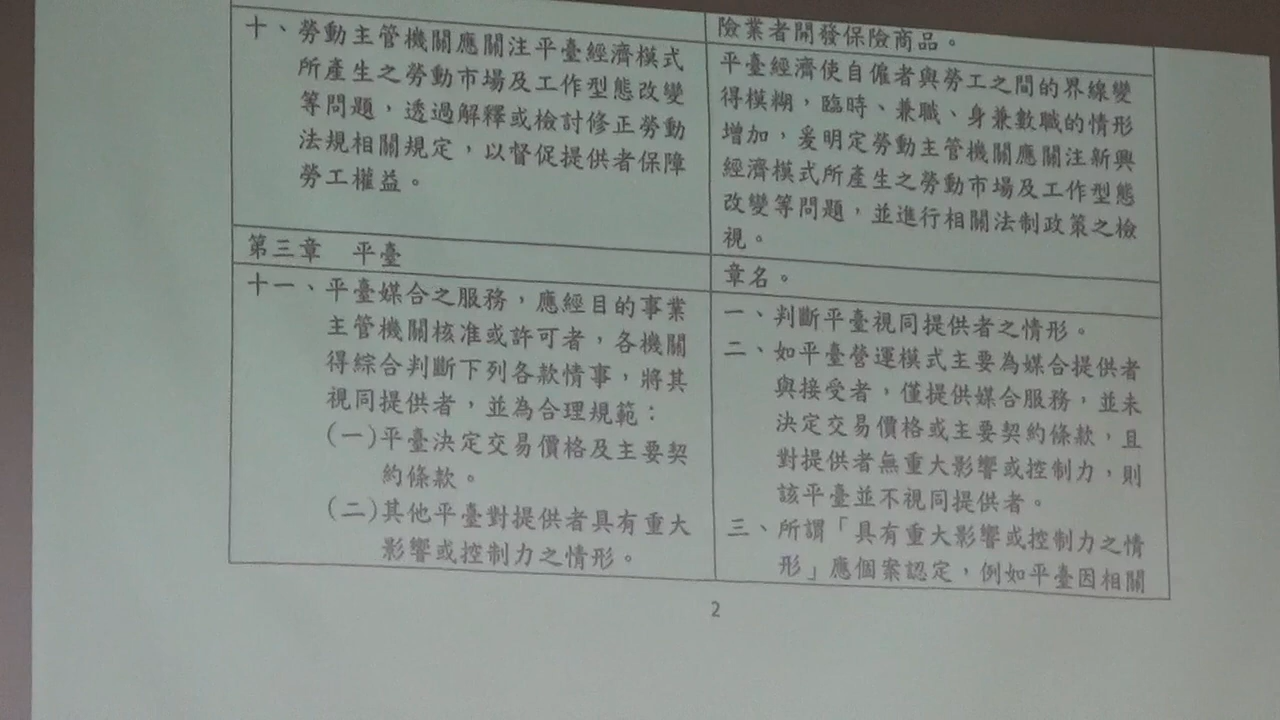 險業者開發保險商品。
十、勞動主管機關應關注平臺經濟模式
所產生之勞動市場及工作型態改變
等問題，透過解釋或檢討修正勞動
法規相關規定，以督促提供者保障
勞工權益。
平臺經濟使自僱者與勞工之間的界線變
得模糊，臨時、兼職、身兼數職的情形
增加，爰明定勞動主管機關應關注新興
經濟模式所產生之勞動市場及工作型態
改變等問題，並進行相關法制政策之檢
視。
第三章　平臺
章名。
十一、平臺媒合之服務，應經目的事業
主管機關核准或許可者，各機關
得綜合判斷下列各款情事，將其
視同提供者，並為合理規範：
(一)平臺決定交易價格及主要契
約條款。
(二)其他平臺對提供者具有重大
影響或控制力之情形。
一、判斷平臺視同提供者之情形。
二、如平臺營運模式主要為媒合提供者
與接受者，僅提供媒合服務，並未
決定交易價格或主要契約條款，且
對提供者無重大影響或控制力，則
該平臺並不視同提供者。
三、所謂「具有重大影響或控制力之情
形」應個案認定，例如平臺因相關
2